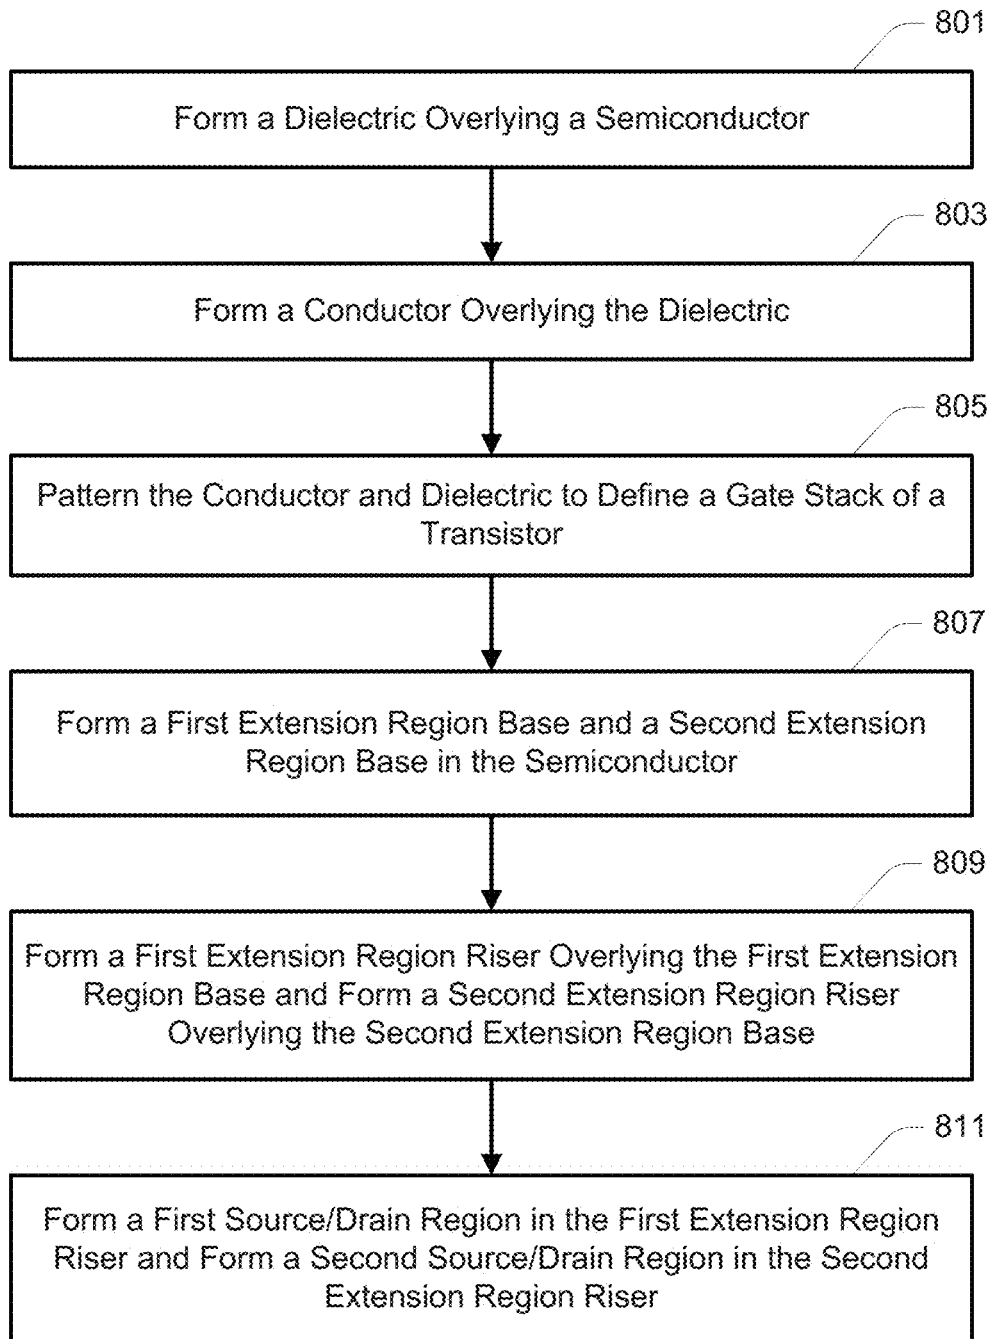 801
Form a Dielectric Overlying a Semiconductor
803
Form a Conductor Overlying the Dielectric
805
Pattern the Conductor and Dielectric to Define a Gate Stack of a
Transistor
807
Form a First Extension Region Base and a Second Extension
Region Base in the Semiconductor
809
Form a First Extension Region Riser Overlying the First Extension
Region Base and Form a Second Extension Region Riser
Overlying the Second Extension Region Base
811
Form a First Source/Drain Region in the First Extension Region
Riser and Form a Second Source/Drain Region in the Second
Extension Region Riser